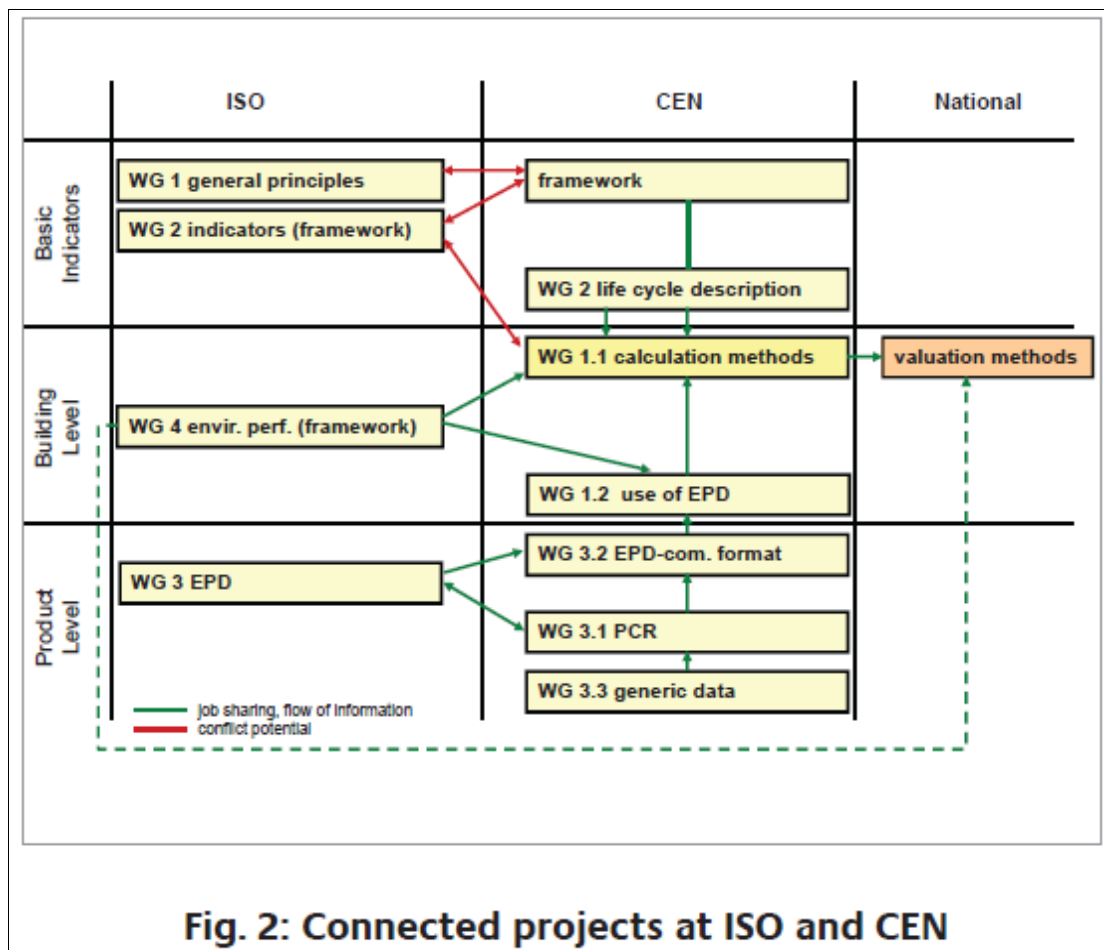 ISO
CEN
National
Basic
Indicators
WG 1 general principles
framework
WG 2 indicators (framework)
WG 2 life cycle description
Building
Level
WG 1.1 calculation methods
valuation methods
WG 4 envir. perf. (framework)
WG 1.2 use of EPD
Product
Level
WG 3.2 EPD-com. format
WG 3 EPD
WG 3.1 PCR
WG 3.3 generic data
job sharing, flow of information
conflict potential
Fig. 2: Connected projects at ISO and CEN